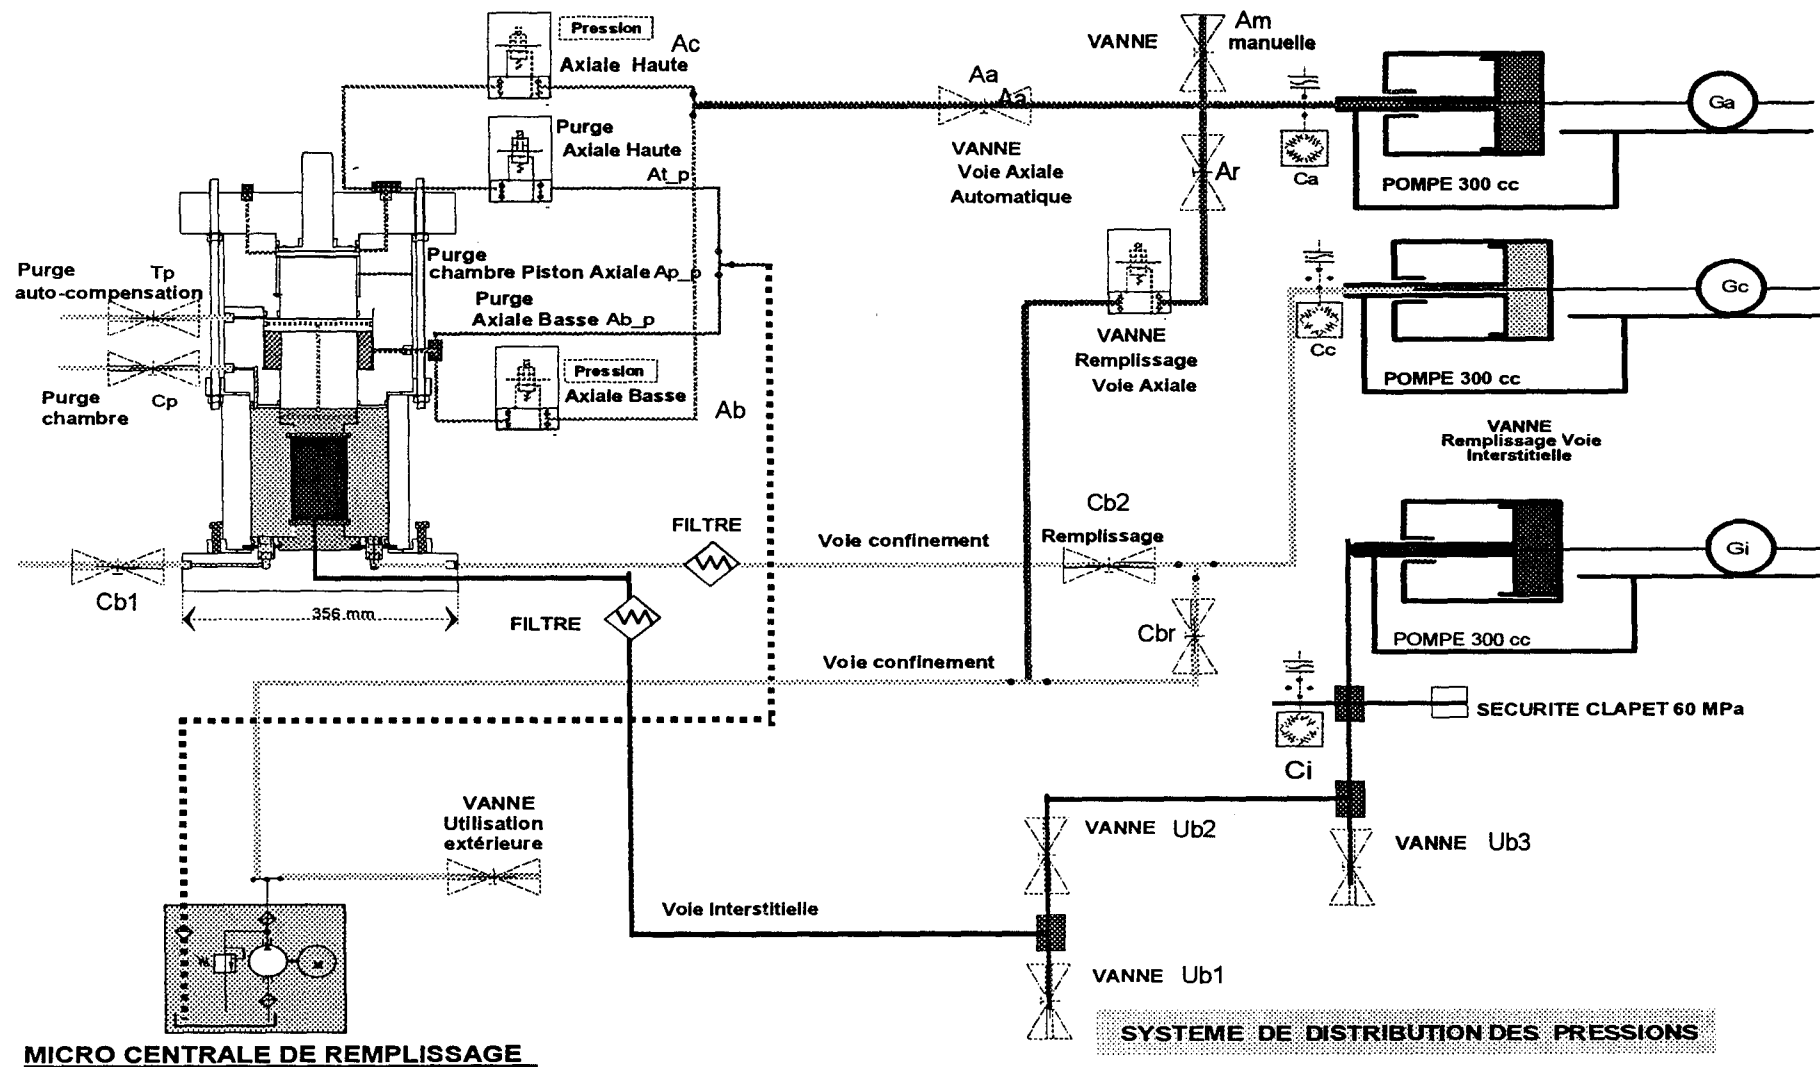 Pression
Ac
Axiale Haute
VANNE
Am
manuelle
Aa
Aa
Ga
Purge
Axiale Haute
At_p
VANNE
Voie Axiale
Automatique
Ar
Ca
POMPE 300 cc
Purge
auto-compensation
Tp
Purge
chambre Piston Axiale Ap_p
Purge
Axiale Basse Ab_p
Gc
VANNE
Remplissage
Voie Axiale
Cc
POMPE 300 cc
Purge
chambre
Cp
Pression
Axiale Basse
Ab
VANNE
Remplissage Voie
Interstitielle
Cb2
FILTRE
Voie confinement
Remplissage
Gi
Cb1
356 mm
FILTRE
Cbr
POMPE 300 cc
Voie confinement
SECURITE CLAPET 60 MPa
Ci
VANNE
Utilisation
extérieure
VANNE Ub2
VANNE Ub3
Voie Interstitielle
VANNE Ub1
SYSTEME DE DISTRIBUTION DES PRESSIONS
MICRO CENTRALE DE REMPLISSAGE